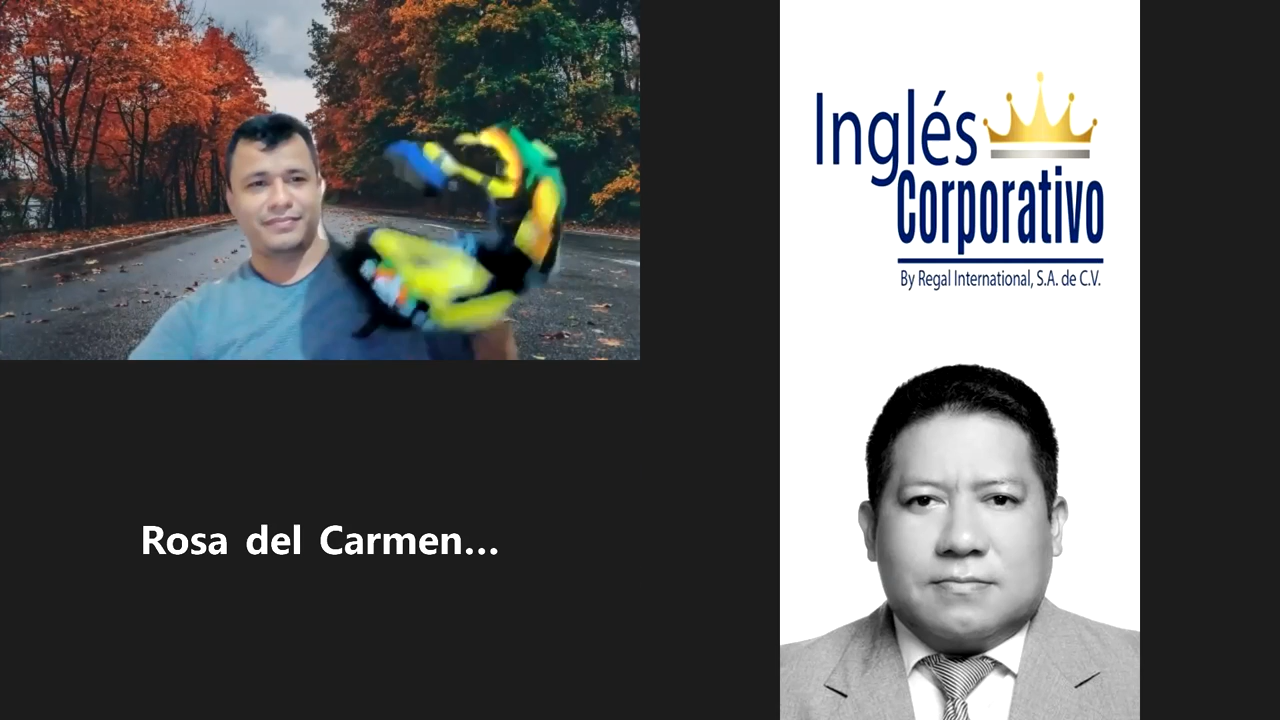 Inglés
Corporativo
By Regal International, S.A. de C.V.
Rosa del Carmen...